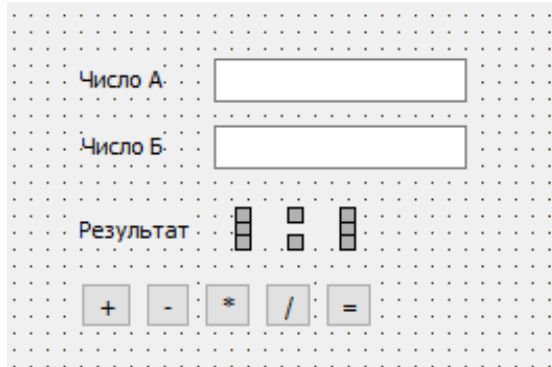 Число А
Число Б
Результат
+ - * / =